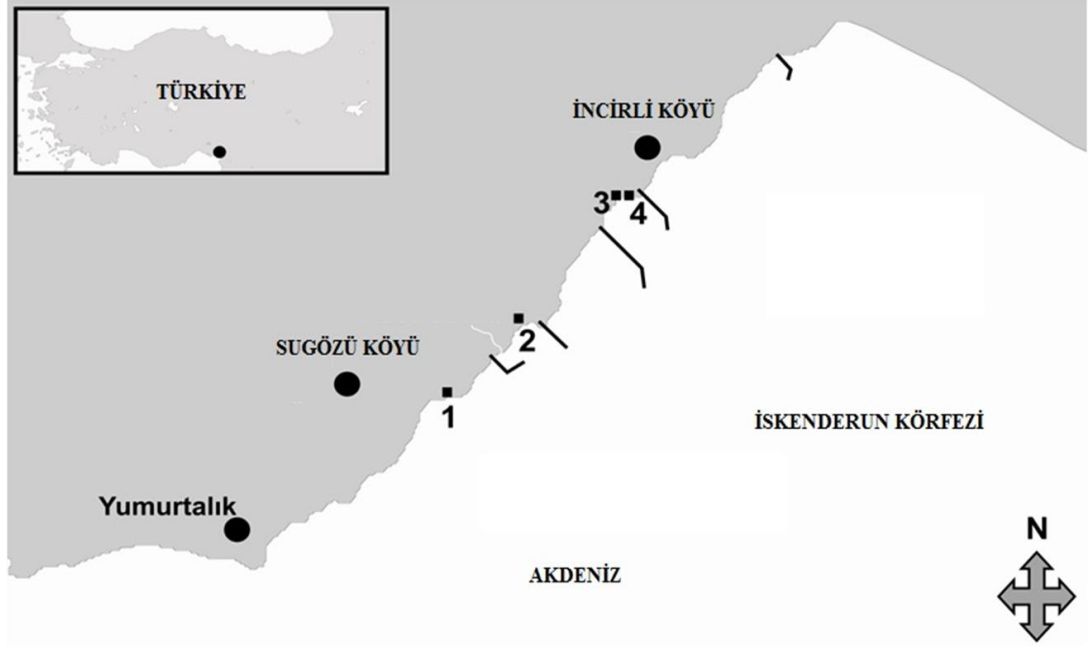 TÜRKİYE
İNCİRLİ KÖYÜ
3
4
2
SUGÖZÜ KÖYÜ
1
İSKENDERUN KÖRFEZİ
Yumurtalık
N
AKDENİZ